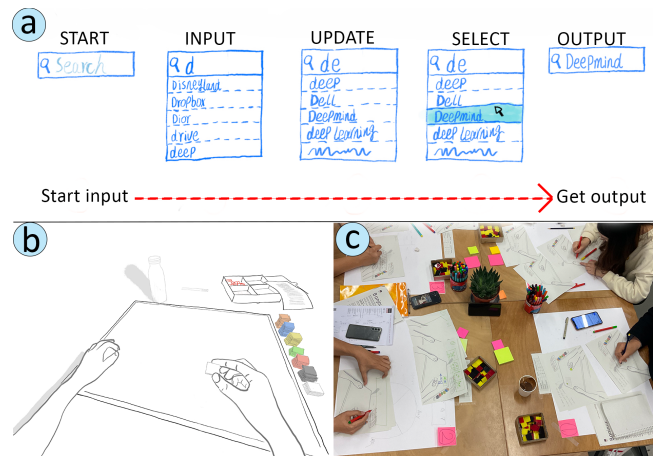 a
START INPUT UPDATE SELECT OUTPUT
Search
d
Disneyland
Dropbox
Dior
drive
deep
de
deep
Dell
Deepmind
deep learning
de
deep
Dell
Deepmind
deep learning
Deepmind
Start input
Get output
b
c